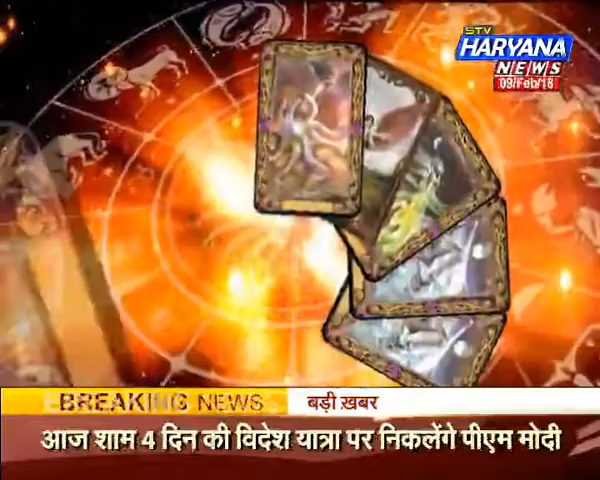 STV
HARYANA
NEWS
09/Feb/18
BREAKING NEWS
बड़ी ख़बर
आज शाम 4 दिन की विदेश यात्रा पर निकलेंगे पीएम मोदी